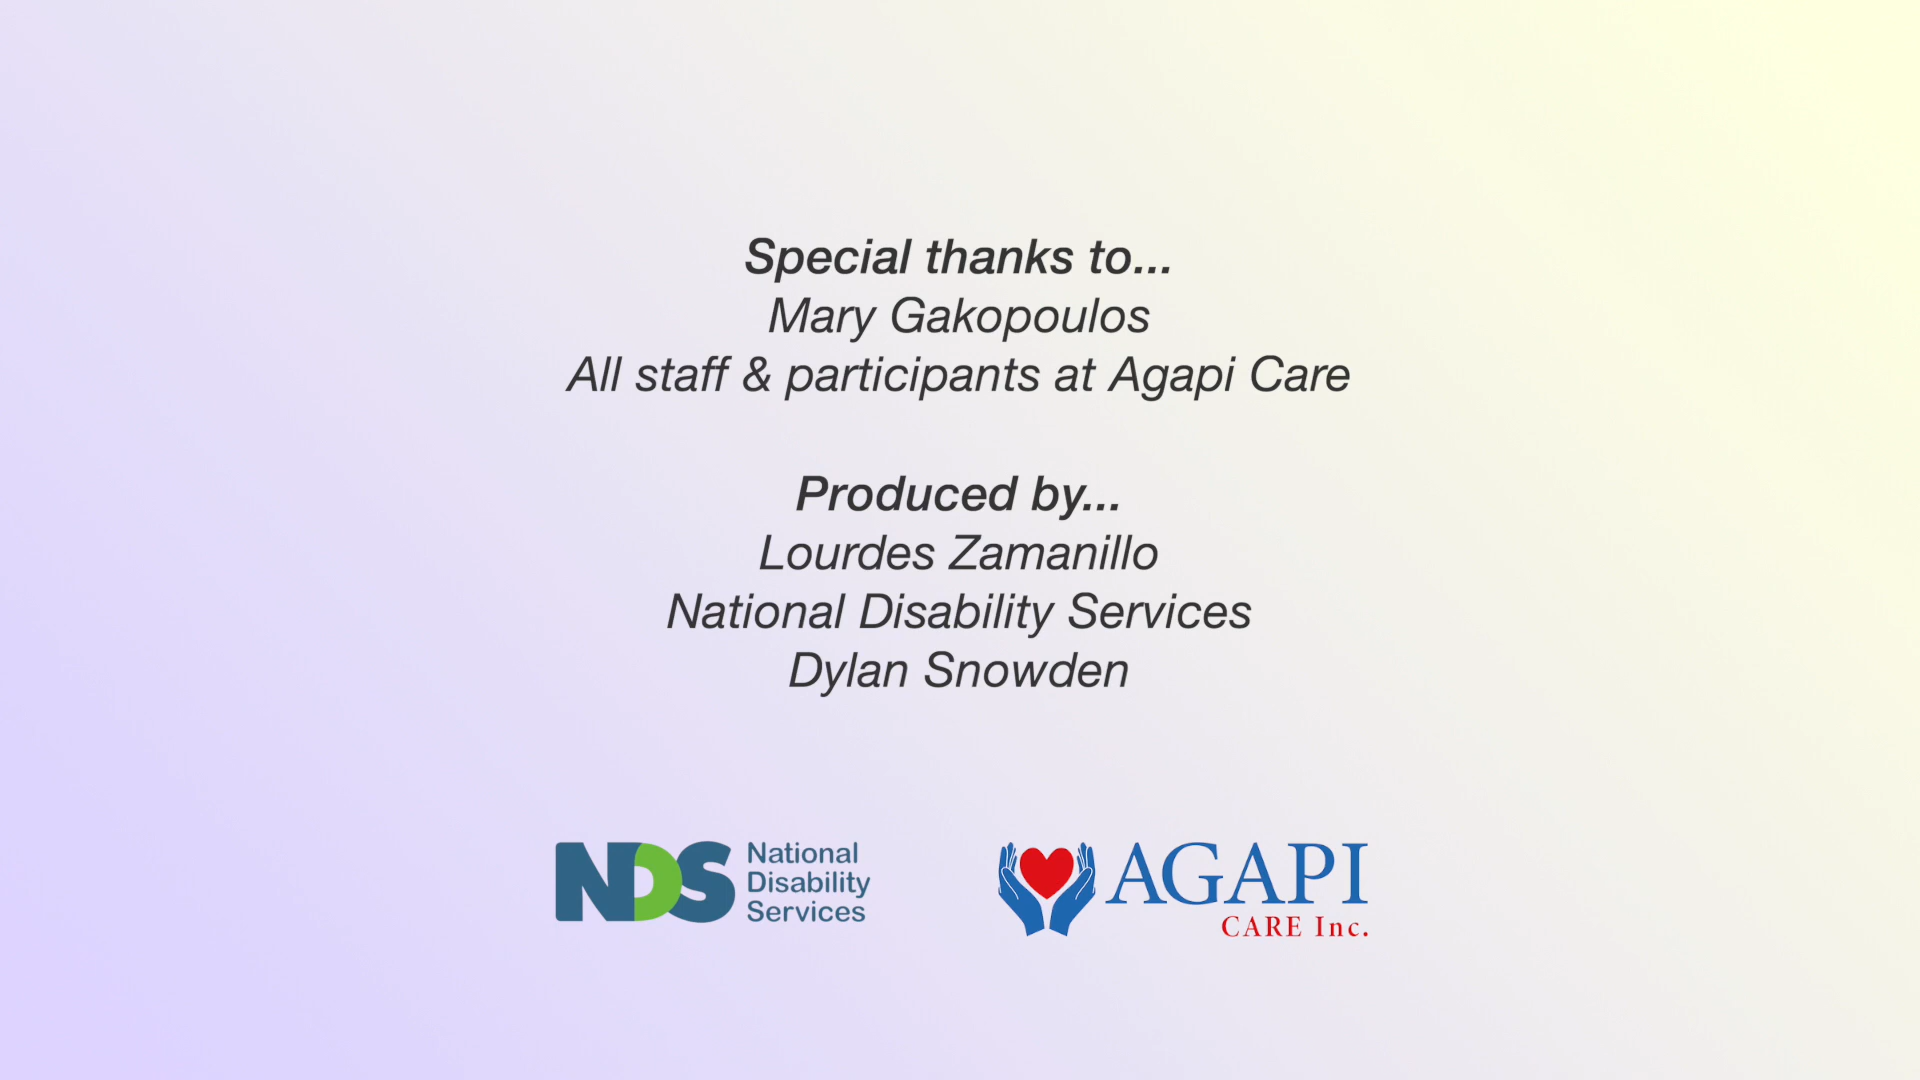 Special thanks to...
Mary Gakopoulos
All staff & participants at Agapi Care
Produced by...
Lourdes Zamanillo
National Disability Services
Dylan Snowden
NDS National
Disability
Services
AGAPI
CARE Inc.